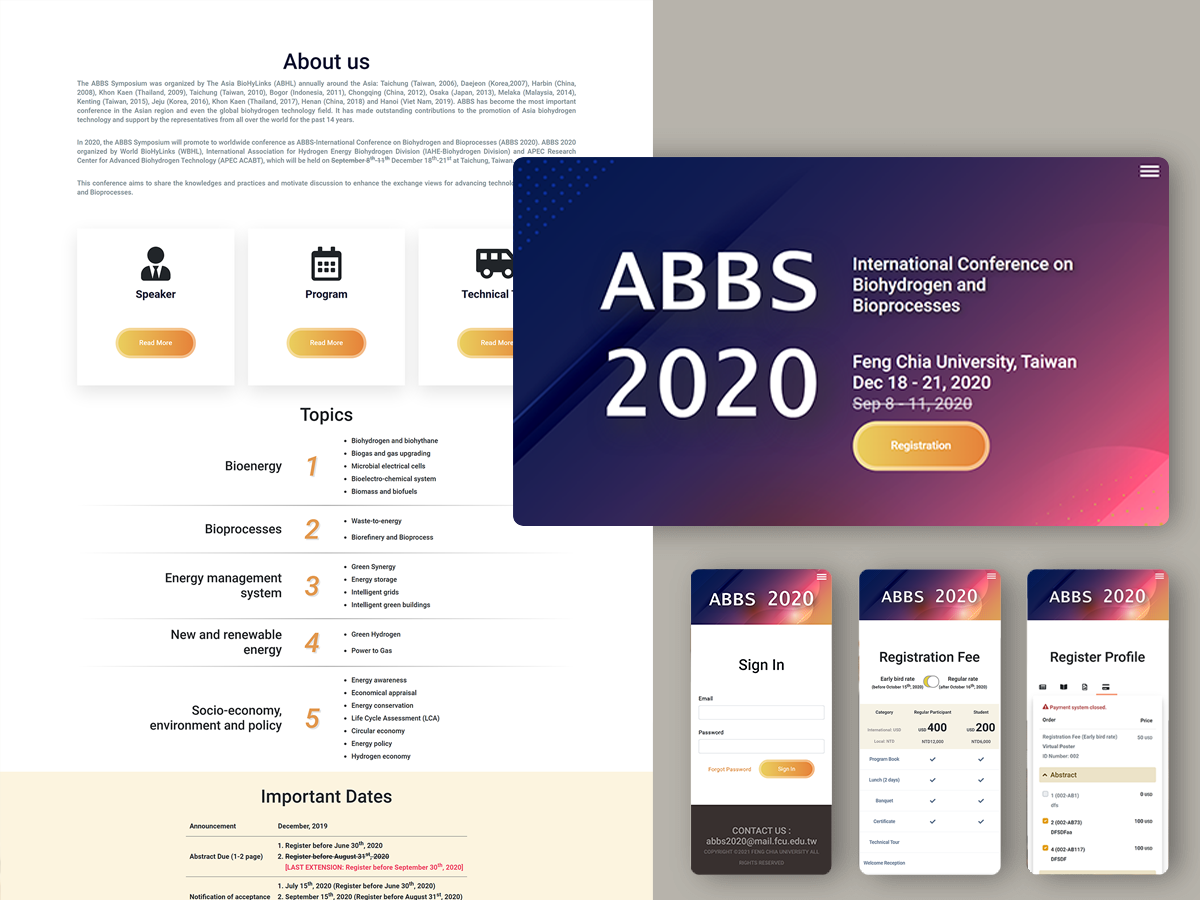 About us
The ABBS Symposium was organized by The Asia BioHyLinks (ABHL) annually around the Asia: Taichung (Taiwan, 2006), Daejeon (Korea,2007), Harbin (China,
2008), Khon Kaen (Thailand, 2009), Taichung (Taiwan, 2010), Bogor (Indonesia, 2011), Chongqing (China, 2012), Osaka (Japan, 2013), Melaka (Malaysia, 2014),
Kenting (Taiwan, 2015), Jeju (Korea, 2016), Khon Kaen (Thailand, 2017), Henan (China, 2018) and Hanoi (Viet Nam, 2019). ABBS has become the most important
conference in the Asian region and even the global biohydrogen technology field. It has made outstanding contributions to the promotion of Asia biohydrogen
technology and support by the representatives from all over the world for the past 14 years.
In 2020, the ABBS Symposium will promote to worldwide conference as ABBS-International Conference on Biohydrogen and Bioprocesses (ABBS 2020). ABBS 2020
organized by World BioHyLinks (WBHL), International Association for Hydrogen Energy Biohydrogen Division (IAHE-Biohydrogen Division) and APEC Research
Center for Advanced Biohydrogen Technology (APEC ACABT), which will be held on September 8th-11th December 18th-21st at Taichung, Taiwan.
This conference aims to share the knowledges and practices and motivate discussion to enhance the exchange views for advancing
and Bioprocesses.
Speaker
Read More
Program
Read More
Technical
Read More
Topics
Bioenergy
1
• Biohydrogen and biohythane
• Biogas and gas upgrading
• Microbial electrical cells
• Bioelectro-chemical system
• Biomass and biofuels
Bioprocesses
2
• Waste-to-energy
• Biorefinery and Bioprocess
Energy management
system
3
• Green Synergy
• Energy storage
• Intelligent grids
• Intelligent green buildings
New and renewable
energy
4
• Green Hydrogen
• Power to Gas
Socio-economy,
environment and policy
5
• Energy awareness
• Economical appraisal
• Energy conservation
• Life Cycle Assessment (LCA)
• Circular economy
• Energy policy
• Hydrogen economy
Important Dates
Announcement December, 2019
Abstract Due (1-2 page)
1. Register before June 30th, 2020
2. Register before August 31st, 2020
[LAST EXTENSION: Register before September 30th, 2020]
Notification of acceptance
1. July 15th, 2020 (Register before June 30th, 2020)
2. September 15th, 2020 (Register before August 31st, 2020)
ABBS
2020
International Conference on
Biohydrogen and
Bioprocesses
Feng Chia University, Taiwan
Dec 18 - 21, 2020
Sep 8 - 11, 2020
Registration
ABBS 2020
Sign In
Email
Password
Forgot Password
Sign In
CONTACT US :
abbs2020@mail.fcu.edu.tw
COPYRIGHT ©2021 FENG CHIA UNIVERSITY ALL
RIGHTS RESERVED
ABBS 2020
Registration Fee
Early bird rate
(before October 15th, 2020)
Regular rate
(after October 16th, 2020)
Category Regular Participant Student
International: USD USD 400 USD 200
Local: NTD NTD12,000 NTD6,000
Program Book
Lunch (2 days)
Banquet
Certificate
Technical Tour
Welcome Reception
ABBS 2020
Register Profile
Payment system closed.
Order Price
Registration Fee (Early bird rate) 50 USD
Virtual Poster
ID Number: 002
Abstract
1 (002-AB1) 0 USD
dfs
2 (002-AB73) 100 USD
DFSDFaa
4 (002-AB117) 100 USD
DFSDF